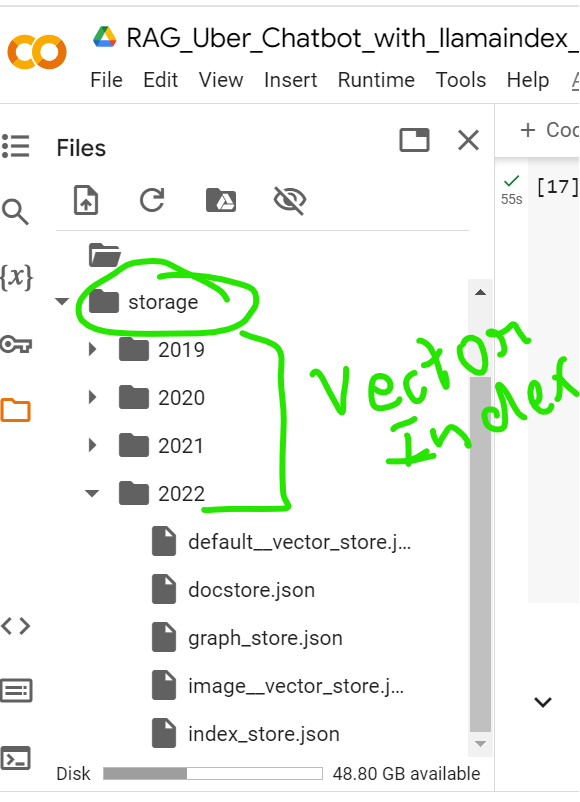 RAG_Uber_Chatbot_with_llamaindex_
File Edit View Insert Runtime Tools Help
Files
+ Coc
[17]
55s
{x}
storage
2019
2020
2021
2022
Vector
Index
default__vector_store.j...
docstore.json
graph_store.json
image__vector_store.j...
index_store.json
Disk 48.80 GB available